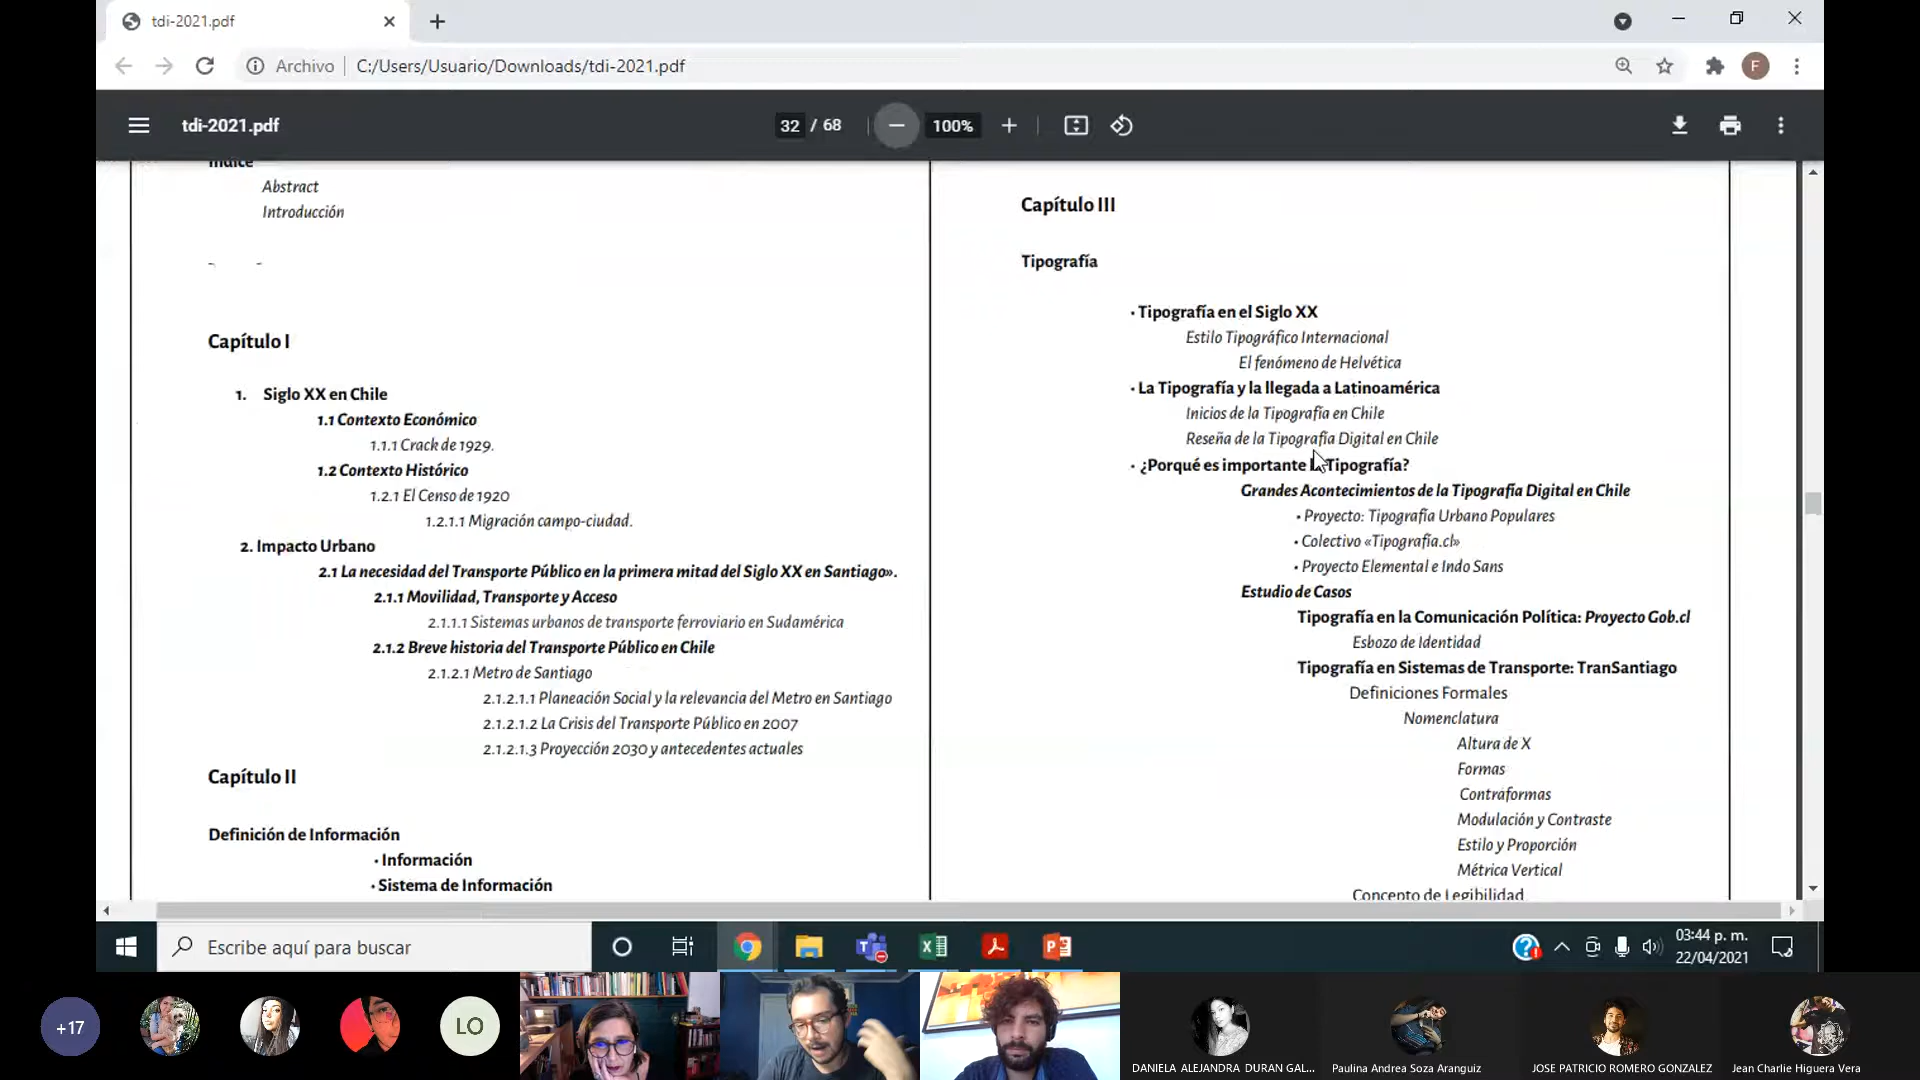 tdi-2021.pdf
Archivo
C:/Users/Usuario/Downloads/tdi-2021.pdf
F
tdi-2021.pdf
32 / 68
100%
Índice
Abstract
Introducción
Capítulo I
1. Siglo XX en Chile
1.1 Contexto Económico
1.1.1 Crack de 1929.
1.2 Contexto Histórico
1.2.1 El Censo de 1920
1.2.1.1 Migración campo-ciudad.
2. Impacto Urbano
2.1 La necesidad del Transporte Público en la primera mitad del Siglo XX en Santiago».
2.1.1 Movilidad, Transporte y Acceso
2.1.1.1 Sistemas urbanos de transporte ferroviario en Sudamérica
2.1.2 Breve historia del Transporte Público en Chile
2.1.2.1 Metro de Santiago
2.1.2.1.1 Planeación Social y la relevancia del Metro en Santiago
2.1.2.1.2 La Crisis del Transporte Público en 2007
2.1.2.1.3 Proyección 2030 y antecedentes actuales
Capítulo II
Definición de Información
• Información
• Sistema de Información
Capítulo III
Tipografía
• Tipografía en el Siglo XX
Estilo Tipográfico Internacional
El fenómeno de Helvética
• La Tipografía y la llegada a Latinoamérica
Inicios de la Tipografía en Chile
Reseña de la Tipografía Digital en Chile
• ¿Porqué es importante la Tipografía?
Grandes Acontecimientos de la Tipografía Digital en Chile
• Proyecto: Tipografía Urbano Populares
• Colectivo «Tipografía.cl»
• Proyecto Elemental e Indo Sans
Estudio de Casos
Tipografía en la Comunicación Política: Proyecto Gob.cl
Esbozo de Identidad
Tipografía en Sistemas de Transporte: TranSantiago
Definiciones Formales
Nomenclatura
Altura de X
Formas
Contraformas
Modulación y Contraste
Estilo y Proporción
Métrica Vertical
Concepto de Legibilidad
Escribe aquí para buscar
03:44 p. m.
22/04/2021
+17
LO
DANIELA ALEJANDRA DURAN GAL...
Paulina Andrea Soza Aranguiz
JOSE PATRICIO ROMERO GONZALEZ
Jean Charlie Higuera Vera